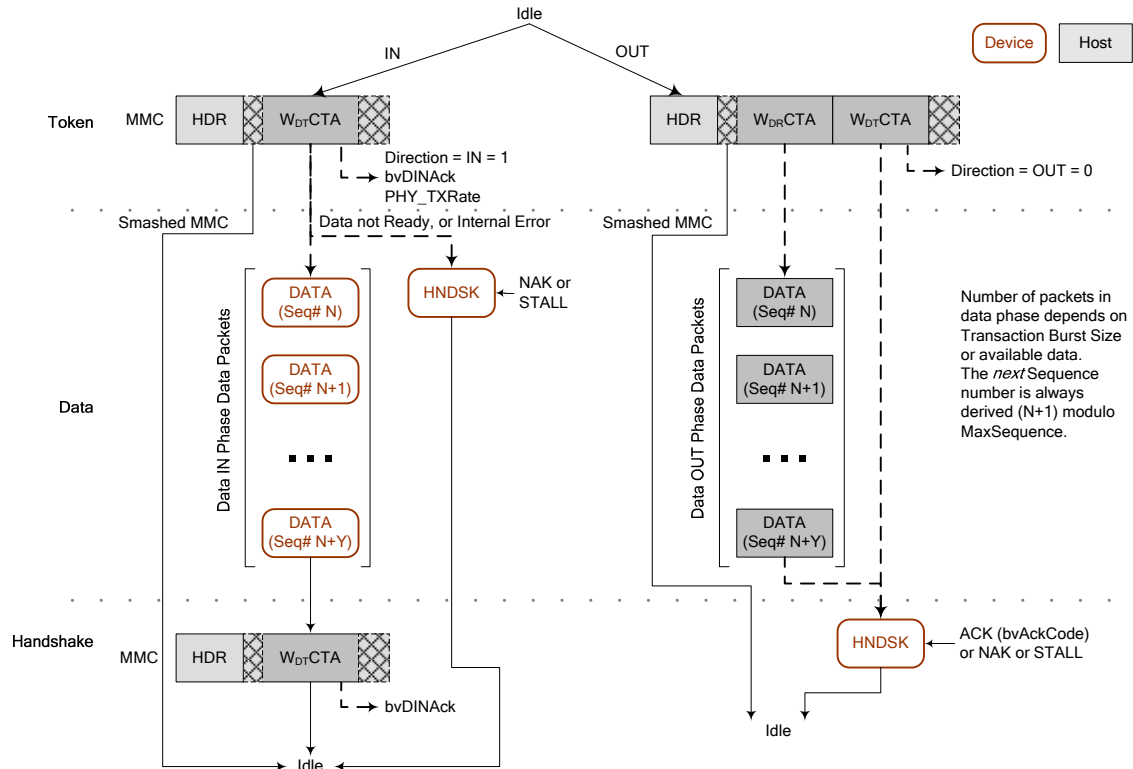 Idle
IN
OUT
Device
Host
Token
MMC
HDR
WDTCTA
HDR
WDRCTA
WDTCTA
Direction = IN = 1
bvDINAck
PHY_TXRate
Direction = OUT = 0
Smashed MMC
Data not Ready, or Internal Error
Smashed MMC
Data
Data IN Phase Data Packets
DATA
(Seq# N)
DATA
(Seq# N+1)
DATA
(Seq# N+Y)
HNDSK
NAK or
STALL
Data OUT Phase Data Packets
DATA
(Seq# N)
DATA
(Seq# N+1)
DATA
(Seq# N+Y)
Number of packets in
data phase depends on
Transaction Burst Size
or available data.
The next Sequence
number is always
derived (N+1) modulo
MaxSequence.
Handshake
MMC
HDR
WDTCTA
bvDINAck
Idle
HNDSK
ACK (bvAckCode)
or NAK or STALL
Idle